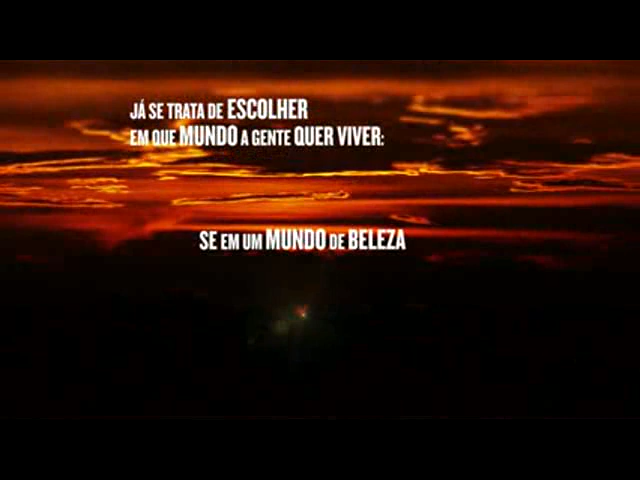 JÁ SE TRATA DE ESCOLHER
EM QUE MUNDO A GENTE QUER VIVER:
SE EM UM MUNDO DE BELEZA